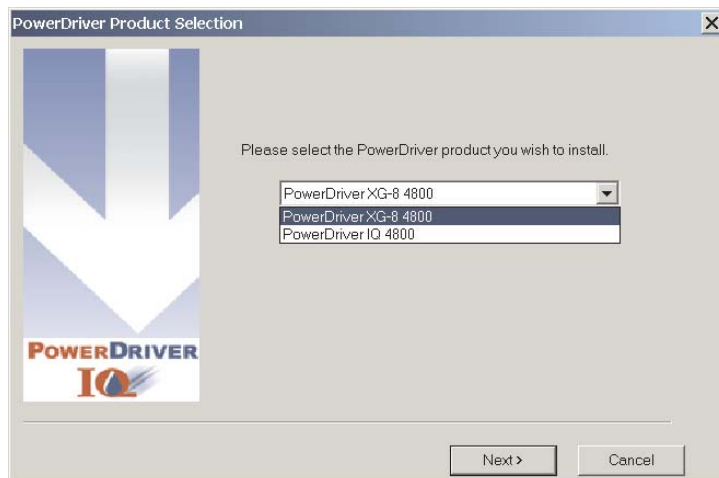 PowerDriver Product Selection
Please select the PowerDriver product you wish to install.
PowerDriver XG-8 4800
PowerDriver XG-8 4800
PowerDriver IQ 4800
POWERDRIVER
IQ
Next >
Cancel